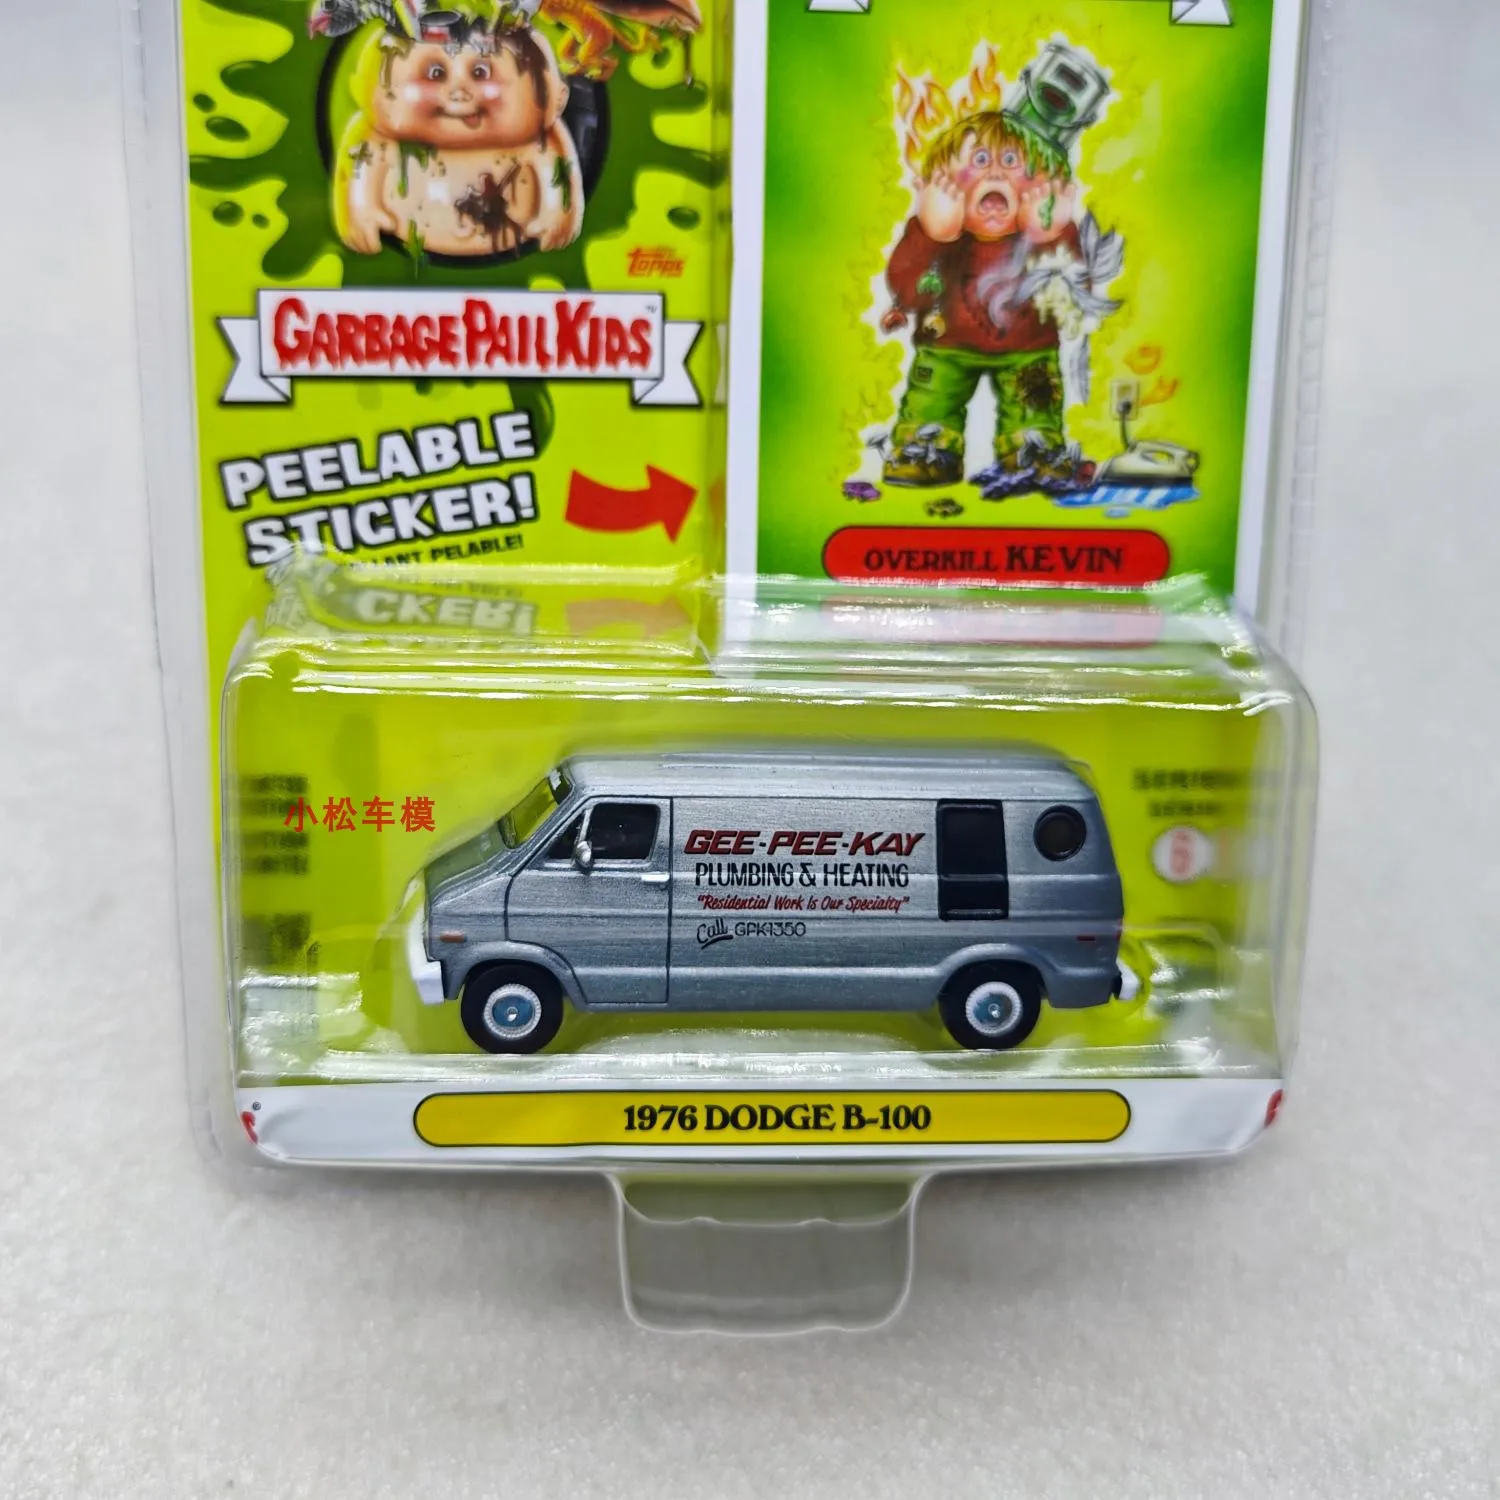 topps
GARBAGE PAIL KIDS
™
PEELABLE
STICKER!
OVERKILL KEVIN
小松车模
GEE-PEE-KAY
PLUMBING & HEATING
"Residential Work Is Our Specialty"
Call GPK1350
®
1976 DODGE B-100